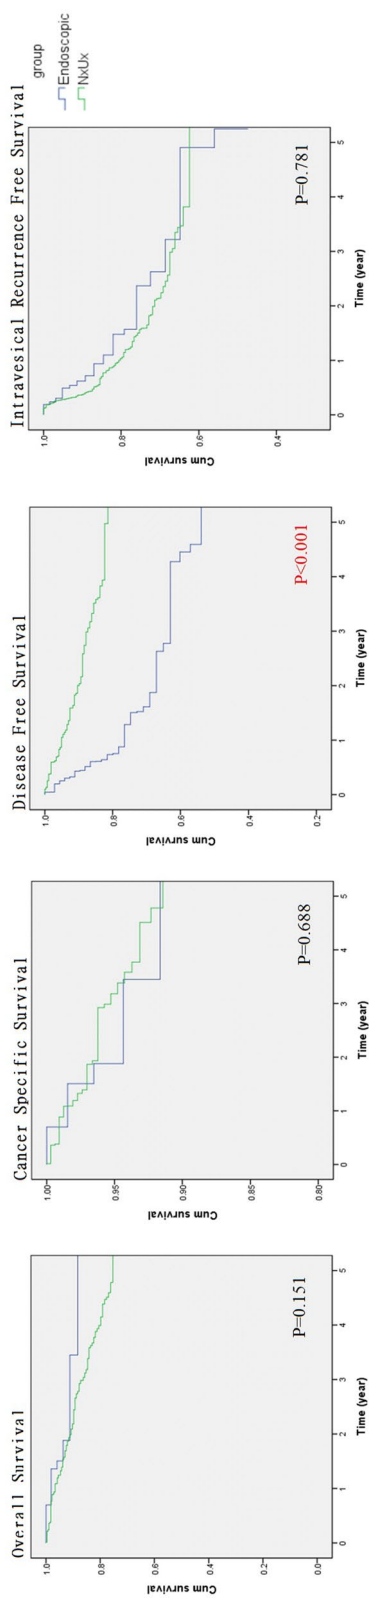 Overall Survival
Cum survival
1.0
0.8
0.6
0.4
0.2
0.0
0 1 2 3 4 5
Time (year)
P=0.151
Cancer Specific Survival
Cum survival
1.00
0.95
0.90
0.85
0.80
0 1 2 3 4 5
Time (year)
P=0.688
Disease Free Survival
Cum survival
1.0
0.8
0.6
0.4
0.2
0 1 2 3 4 5
Time (year)
P<0.001
Intravesical Recurrence Free Survival
Cum survival
1.0
0.8
0.6
0.4
0 1 2 3 4 5
Time (year)
P=0.781
group
Endoscopic
NxUx